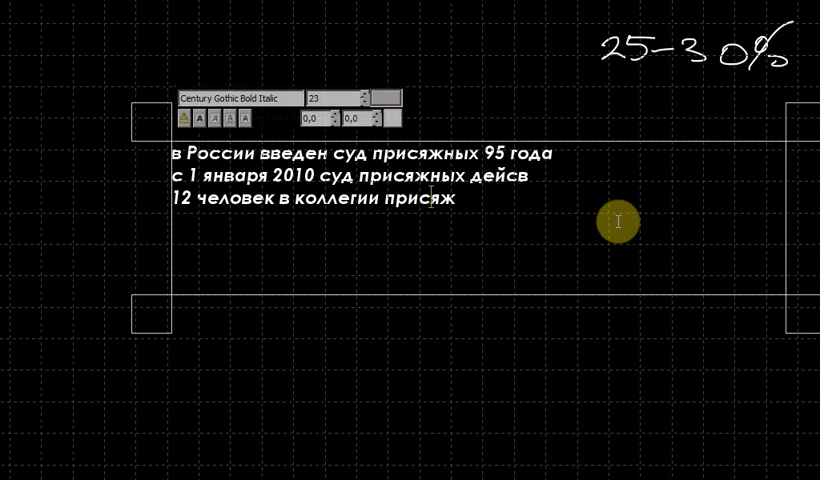 25-30%
Century Gothic Bold Italic 23
A A A A A 0,0 0,0
в России введен суд присяжных 95 года
с 1 января 2010 суд присяжных дейсв
12 человек в коллегии присяж